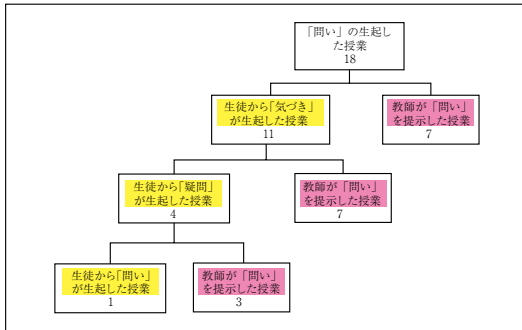 「問い」の生起し
た授業
18
生徒から「気づき」
が生起した授業
11
教師が「問い」
を提示した授業
7
生徒から「疑問」
が生起した授業
4
教師が「問い」
を提示した授業
7
生徒から「問い」
が生起した授業
1
教師が「問い」
を提示した授業
3